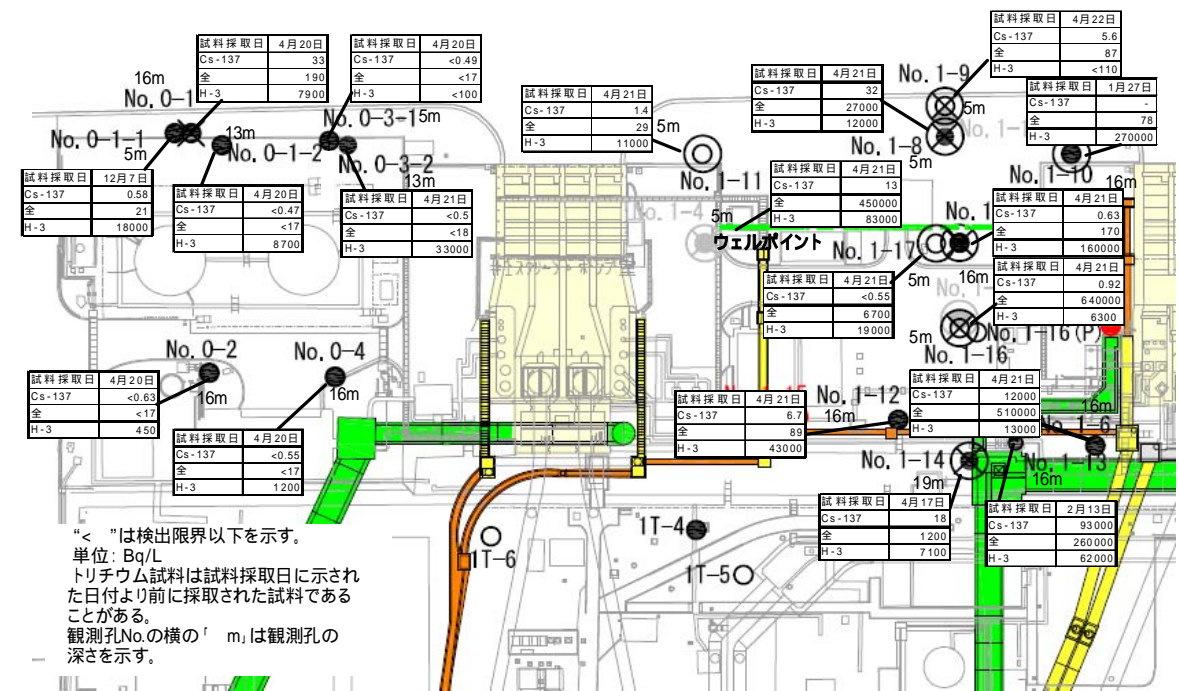 試料採取日 4月20日
Cs-137 33
全 190
H-3 7900
試料採取日 4月20日
Cs-137 <0.49
全 <17
H-3 <100
試料採取日 4月21日
Cs-137 1.4
全 29
H-3 11000
試料採取日 4月21日
Cs-137 32
全 27000
H-3 12000
試料採取日 4月22日
Cs-137 5.6
全 87
H-3 <110
試料採取日 1月27日
Cs-137 -
全 78
H-3 270000
16m
No. 0-1
No. 0-1-1
5m
13m
No. 0-1-2
No. 0-3-1
5m
No. 0-3-2
13m
5m
No. 1-11
No. 1-9
5m
No. 1-8
5m
No. 1-10
16m
試料採取日 12月7日
Cs-137 0.58
全 21
H-3 18000
試料採取日 4月20日
Cs-137 <0.47
全 <17
H-3 8700
試料採取日 4月21日
Cs-137 <0.5
全 <18
H-3 33000
試料採取日 4月21日
Cs-137 13
全 450000
H-3 83000
試料採取日 4月21日
Cs-137 0.63
全 170
H-3 160000
5m
ウェルポイント
No. 1
No. 1-17
5m
16m
試料採取日 4月21日
Cs-137 <0.55
全 6700
H-3 19000
試料採取日 4月21日
Cs-137 0.92
全 640000
H-3 6300
5m
No. 1-16(P)
No. 1-16
No. 0-2
16m
No. 0-4
16m
試料採取日 4月20日
Cs-137 <0.63
全 <17
H-3 450
試料採取日 4月20日
Cs-137 <0.55
全 <17
H-3 1200
試料採取日 4月21日
Cs-137 6.7
全 89
H-3 43000
No. 1-12
16m
試料採取日 4月21日
Cs-137 12000
全 510000
H-3 13000
16m
No. 1-6
No. 1-14
19m
No. 1-13
16m
試料採取日 4月17日
Cs-137 18
全 1200
H-3 7100
試料採取日 2月13日
Cs-137 93000
全 260000
H-3 62000
1T-6
1T-4
1T-5
“< ”は検出限界以下を示す。
単位: Bq/L
トリチウム試料は試料採取日に示され
た日付より前に採取された試料である
ことがある。
観測孔No.の横の「 m」は観測孔の
深さを示す。